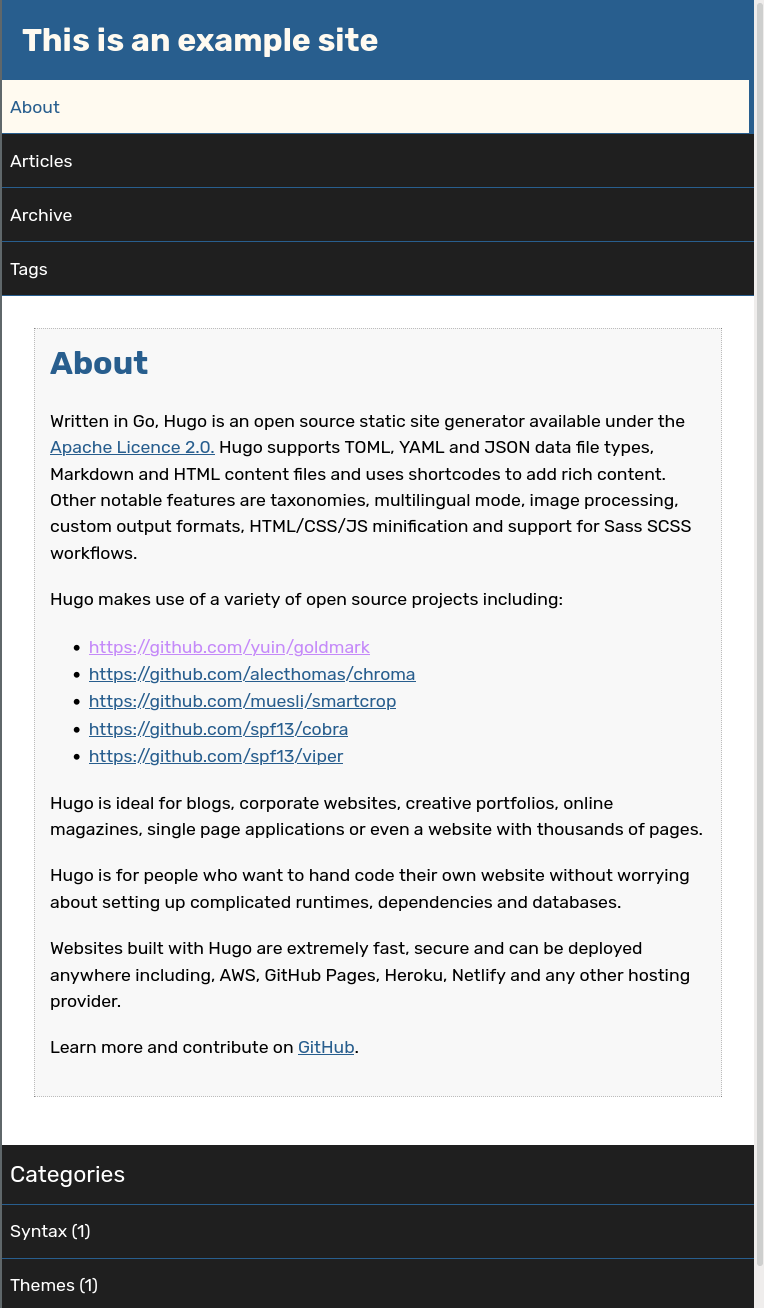 This is an example site
About
Articles
Archive
Tags
About
Written in Go, Hugo is an open source static site generator available under the
Apache Licence 2.0. Hugo supports TOML, YAML and JSON data file types,
Markdown and HTML content files and uses shortcodes to add rich content.
Other notable features are taxonomies, multilingual mode, image processing,
custom output formats, HTML/CSS/JS minification and support for Sass SCSS
workflows.
Hugo makes use of a variety of open source projects including:
• https://github.com/yuin/goldmark
• https://github.com/alecthomas/chroma
• https://github.com/muesli/smartcrop
• https://github.com/spf13/cobra
• https://github.com/spf13/viper
Hugo is ideal for blogs, corporate websites, creative portfolios, online
magazines, single page applications or even a website with thousands of pages.
Hugo is for people who want to hand code their own website without worrying
about setting up complicated runtimes, dependencies and databases.
Websites built with Hugo are extremely fast, secure and can be deployed
anywhere including, AWS, GitHub Pages, Heroku, Netlify and any other hosting
provider.
Learn more and contribute on GitHub.
Categories
Syntax (1)
Themes (1)